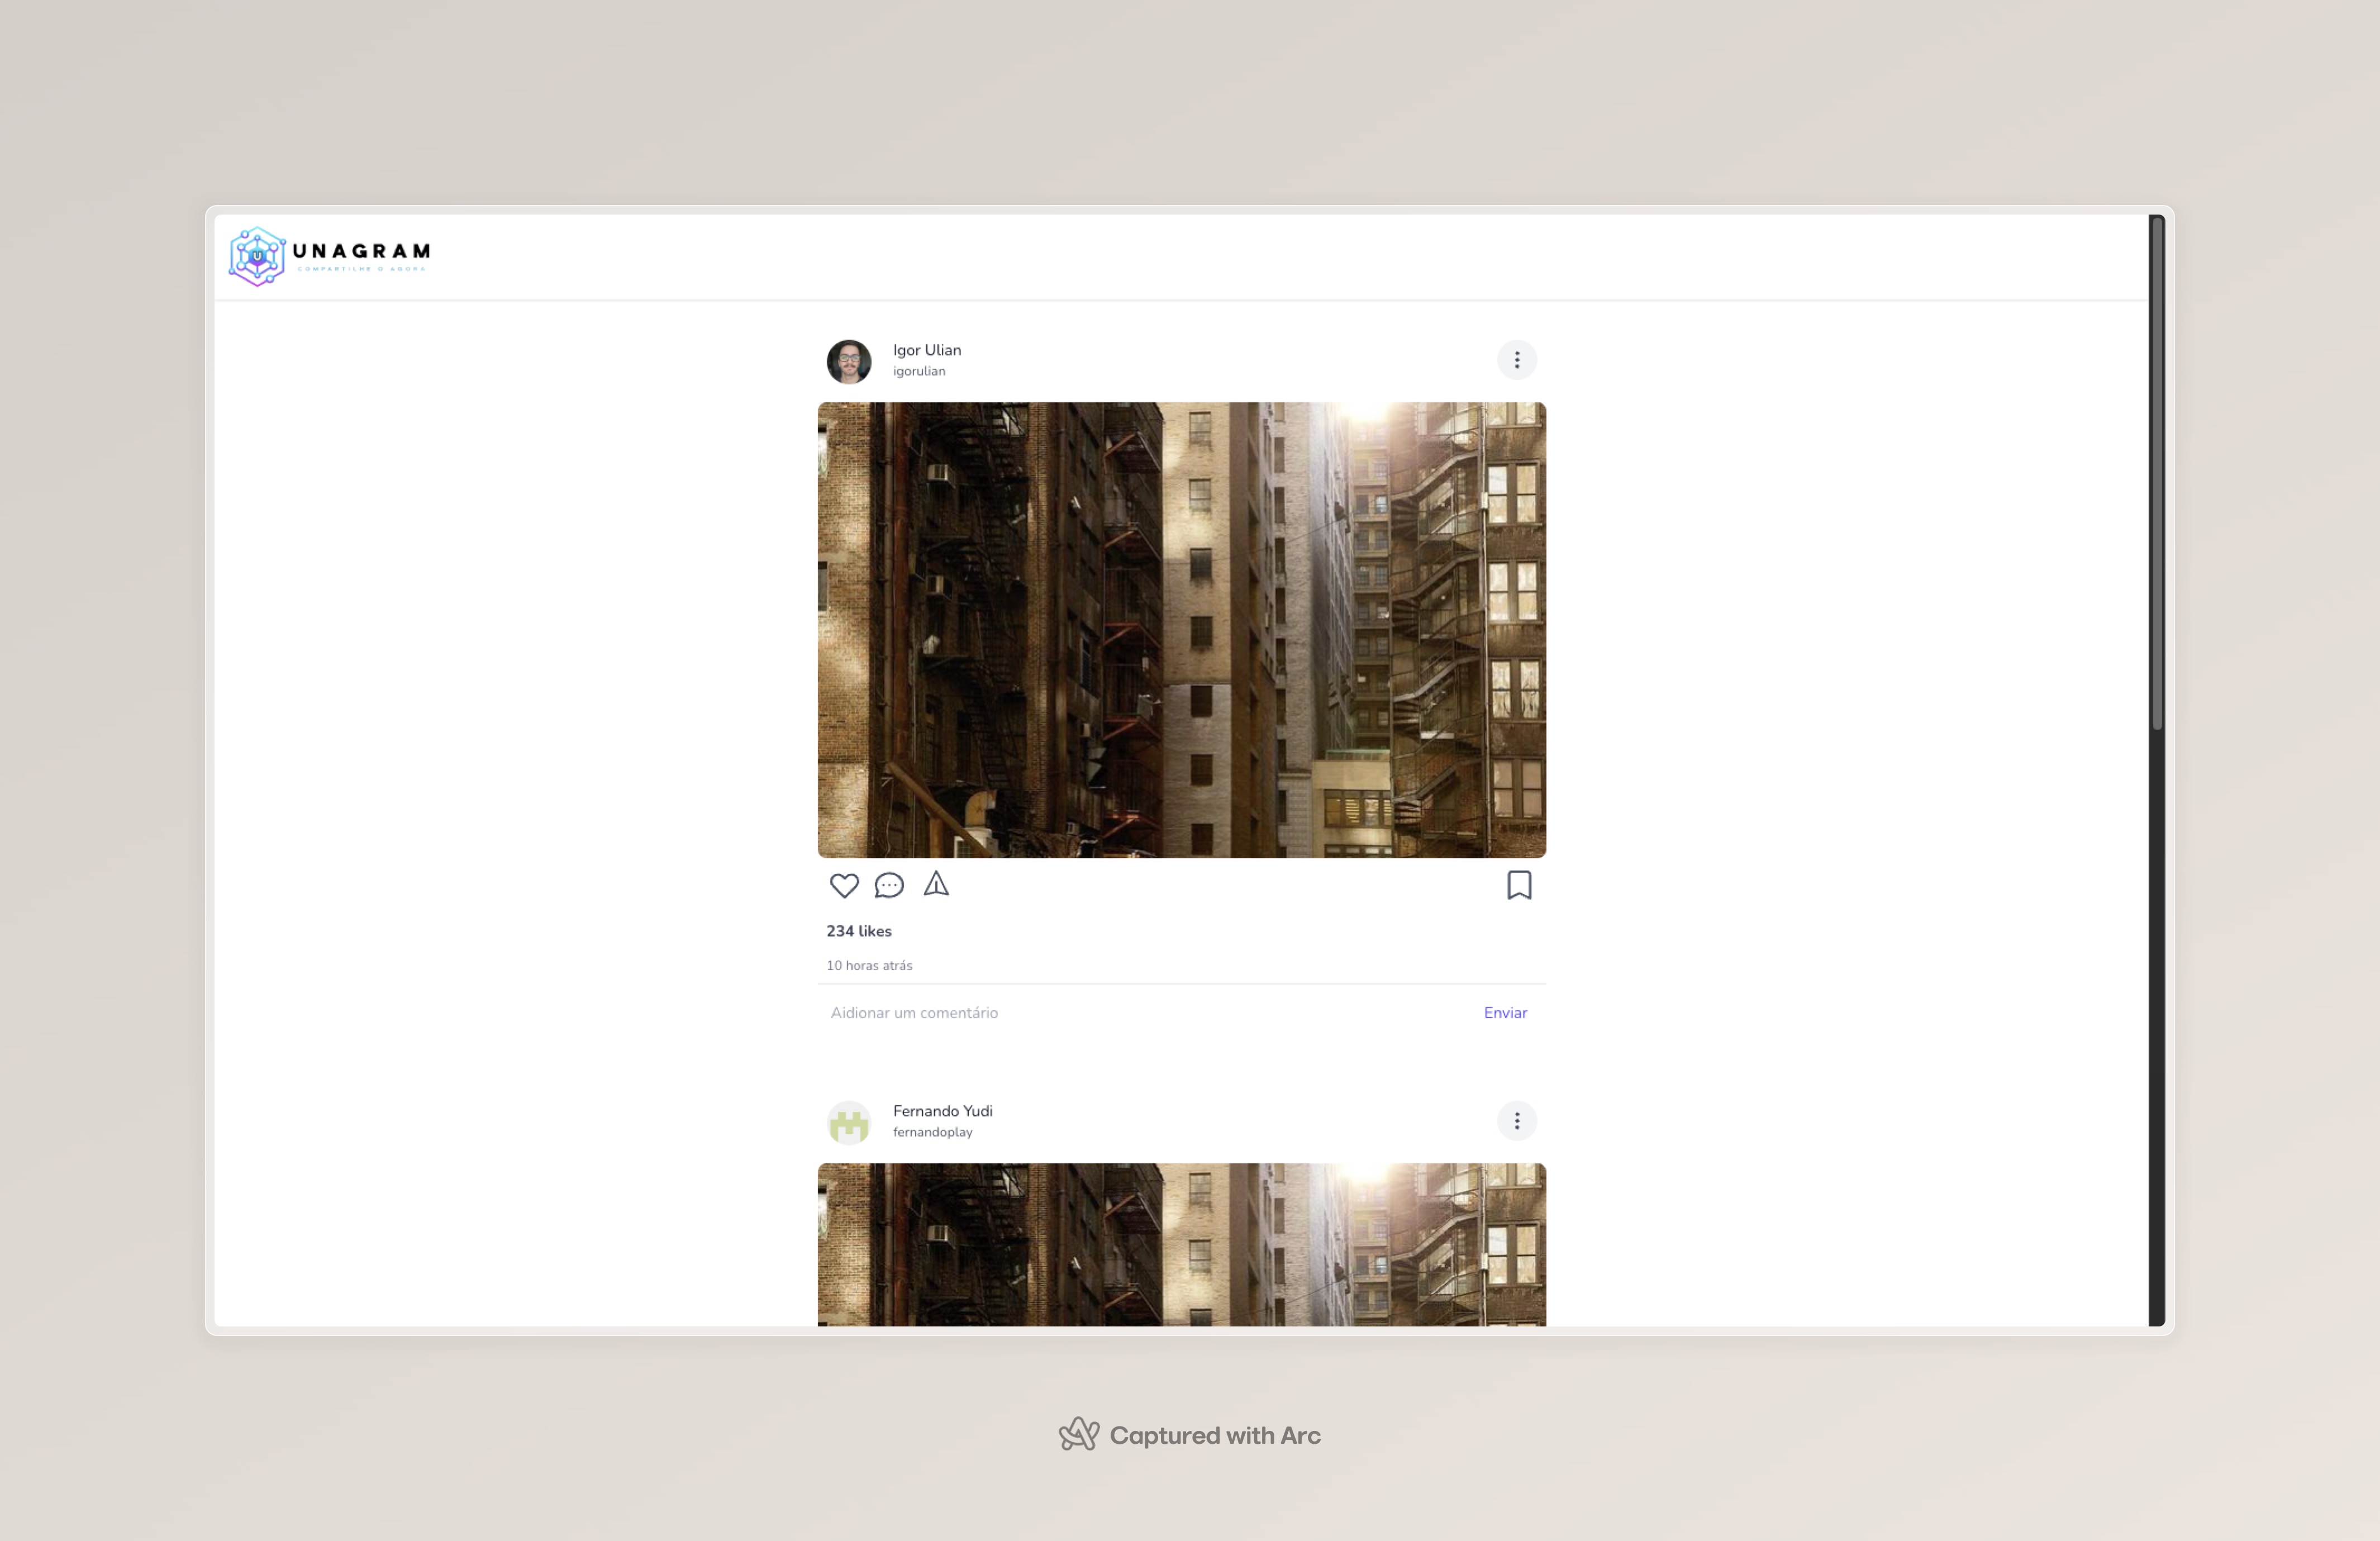 U
UNAGRAM
COMPARTILHE O AGORA
Igor Ulian
igorulian
234 likes
10 horas atrás
Aidionar um comentário
Enviar
Fernando Yudi
fernandoplay
Captured with Arc